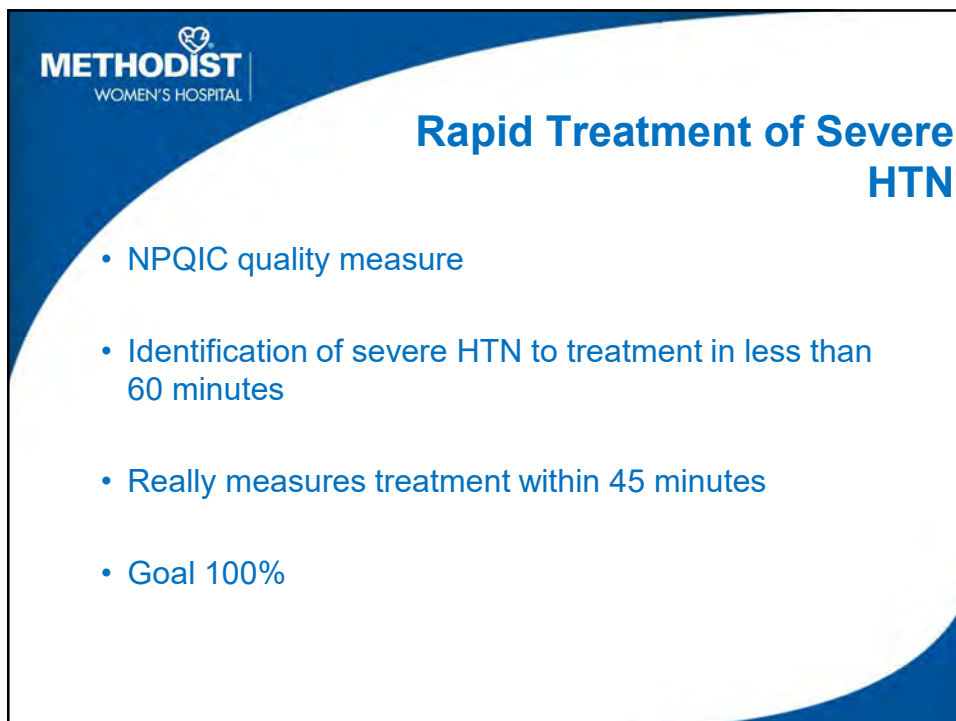 METHODIST
WOMEN'S HOSPITAL
Rapid Treatment of Severe
HTN
• NPQIC quality measure
• Identification of severe HTN to treatment in less than
60 minutes
• Really measures treatment within 45 minutes
• Goal 100%